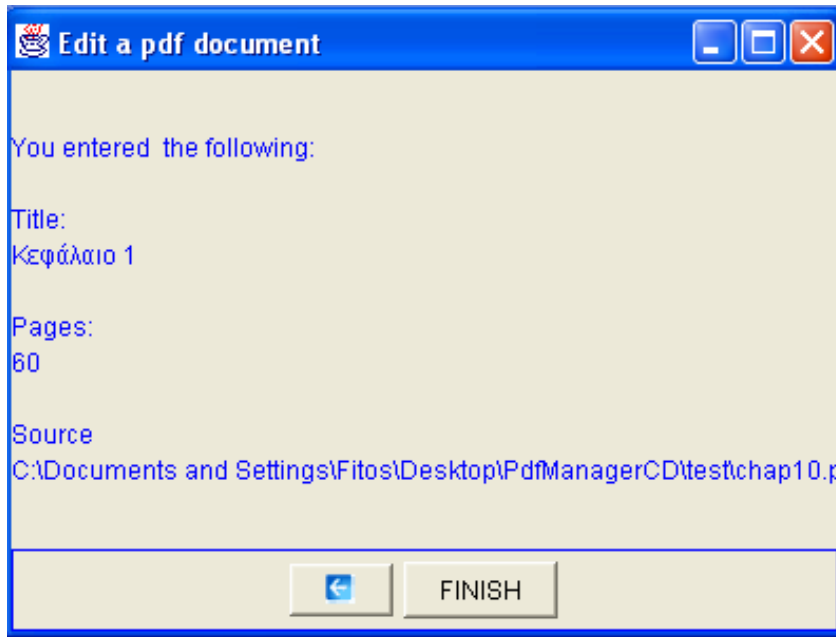 Edit a pdf document
You entered  the following:
Title:
Κεφάλαιο 1
Pages:
60
Source
C:\Documents and Settings\Fitos\Desktop\PdfManagerCD\test\chap10.p
FINISH